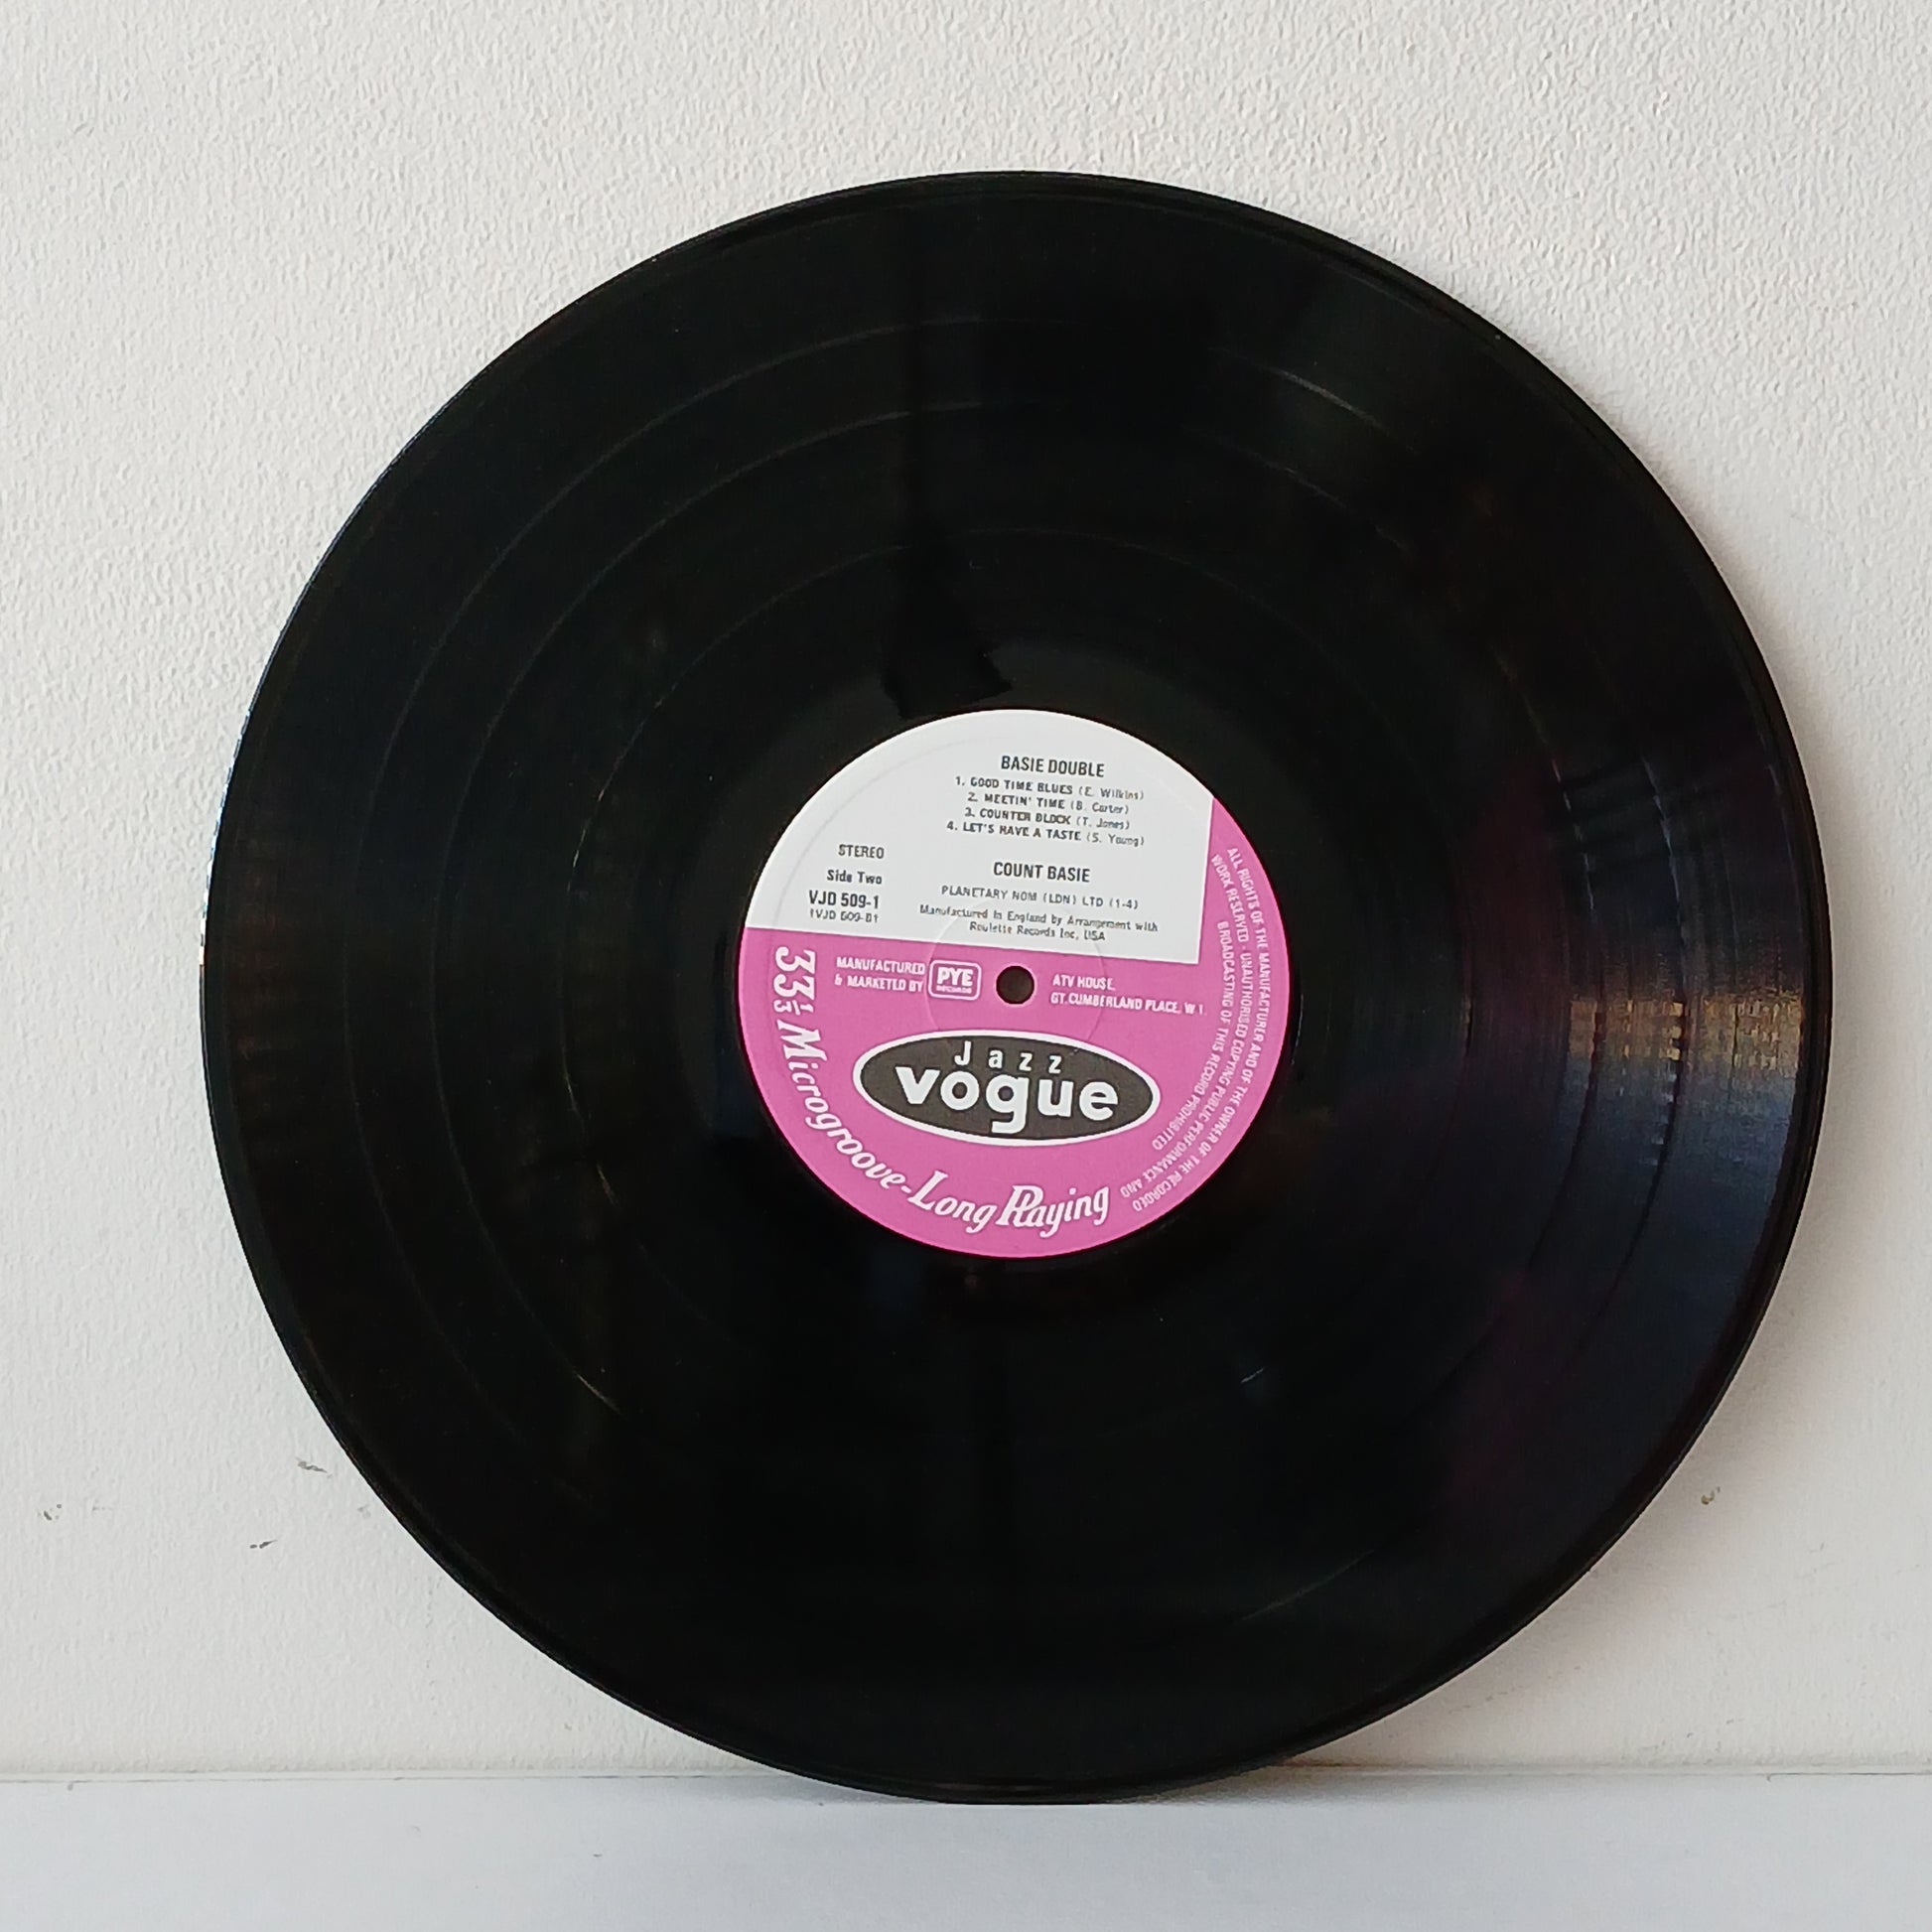 BASIE DOUBLE
1. GOOD TIME BLUES (E. Wilkins)
2. MEETIN' TIME (B. Carter)
3. COUNTER BLOCK (T. Jones)
4. LET'S HAVE A TASTE (S. Young)
STEREO
Side Two
VJD 509-1
COUNT BASIE
PLANETARY NOM (LDN) LTD (1-4)
Manufactured In England by Arrangement with
Roulette Records Inc, USA
MANUFACTURED
& MARKETED BY
PYE
RECORDS
ATV HOUSE,
GT. CUMBERLAND PLACE, W 1.
Jazz
vogue
33⅓ Microgroove-Long Playing
ALL RIGHTS OF THE MANUFACTURER AND OF THE OWNER OF THE RECORDED
WORK RESERVED - UNAUTHORISED COPYING PUBLIC PERFORMANCE AND
BROADCASTING OF THIS RECORD PROHIBITED